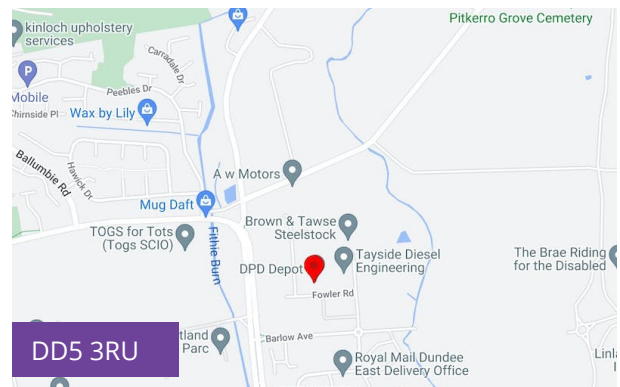 kinloch upholstery
services
Pitkerro Grove Cemetery
Carradale Dr
P
Mobile
Peebles Dr
Chirnside Pl
Wax by Lily
Ballumbie Rd
Hawick Dr
A w Motors
Mug Daft
TOGS for Tots
(Togs SCIO)
Fithie Burn
Brown & Tawse
Steelstock
Tayside Diesel
Engineering
DPD Depot
The Brae Riding
for the Disabled
Fowler Rd
Barlow Ave
Parc
DD5 3RU
Royal Mail Dundee
East Delivery Office